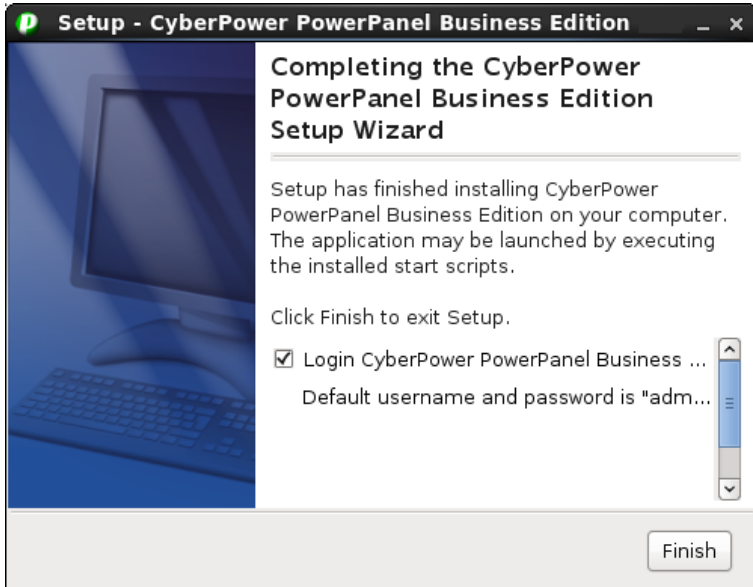 Setup - CyberPower PowerPanel Business Edition
Completing the CyberPower
PowerPanel Business Edition
Setup Wizard
Setup has finished installing CyberPower
PowerPanel Business Edition on your computer.
The application may be launched by executing
the installed start scripts.
Click Finish to exit Setup.
Login CyberPower PowerPanel Business ...
Default username and password is "adm...
Finish